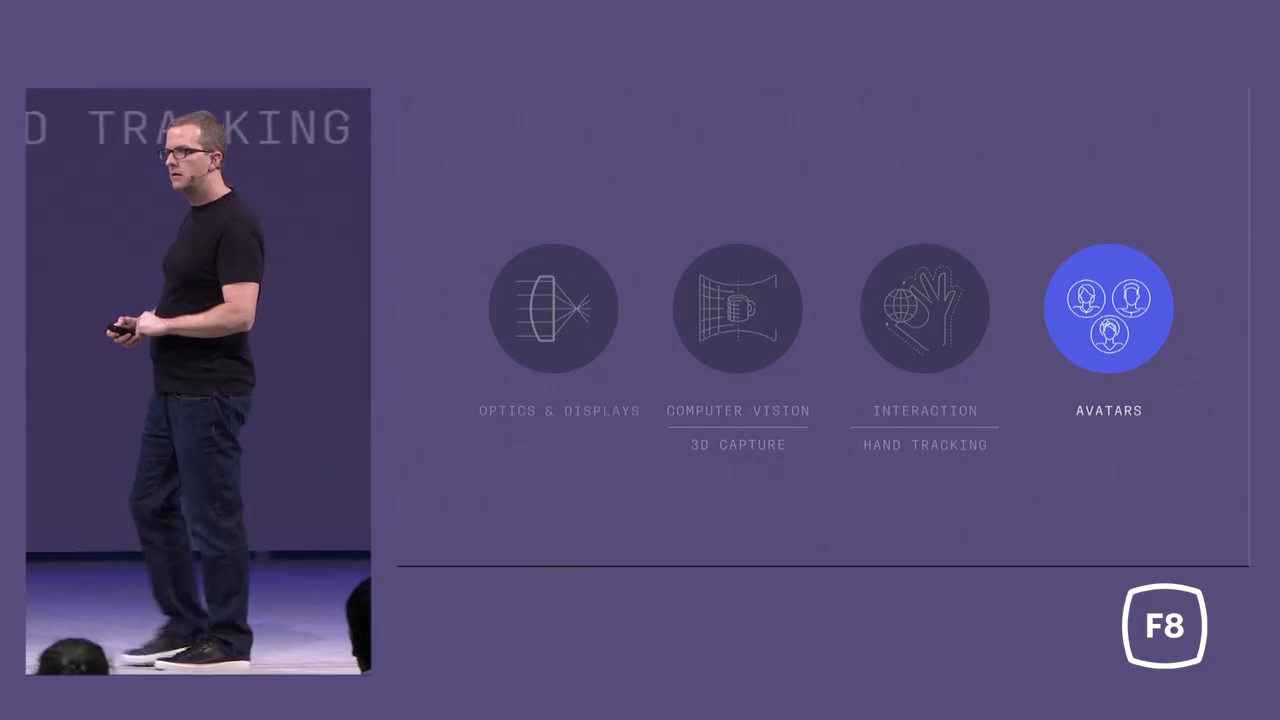 D TRACKING
OPTICS & DISPLAYS
COMPUTER VISION
3D CAPTURE
INTERACTION
HAND TRACKING
AVATARS
F8